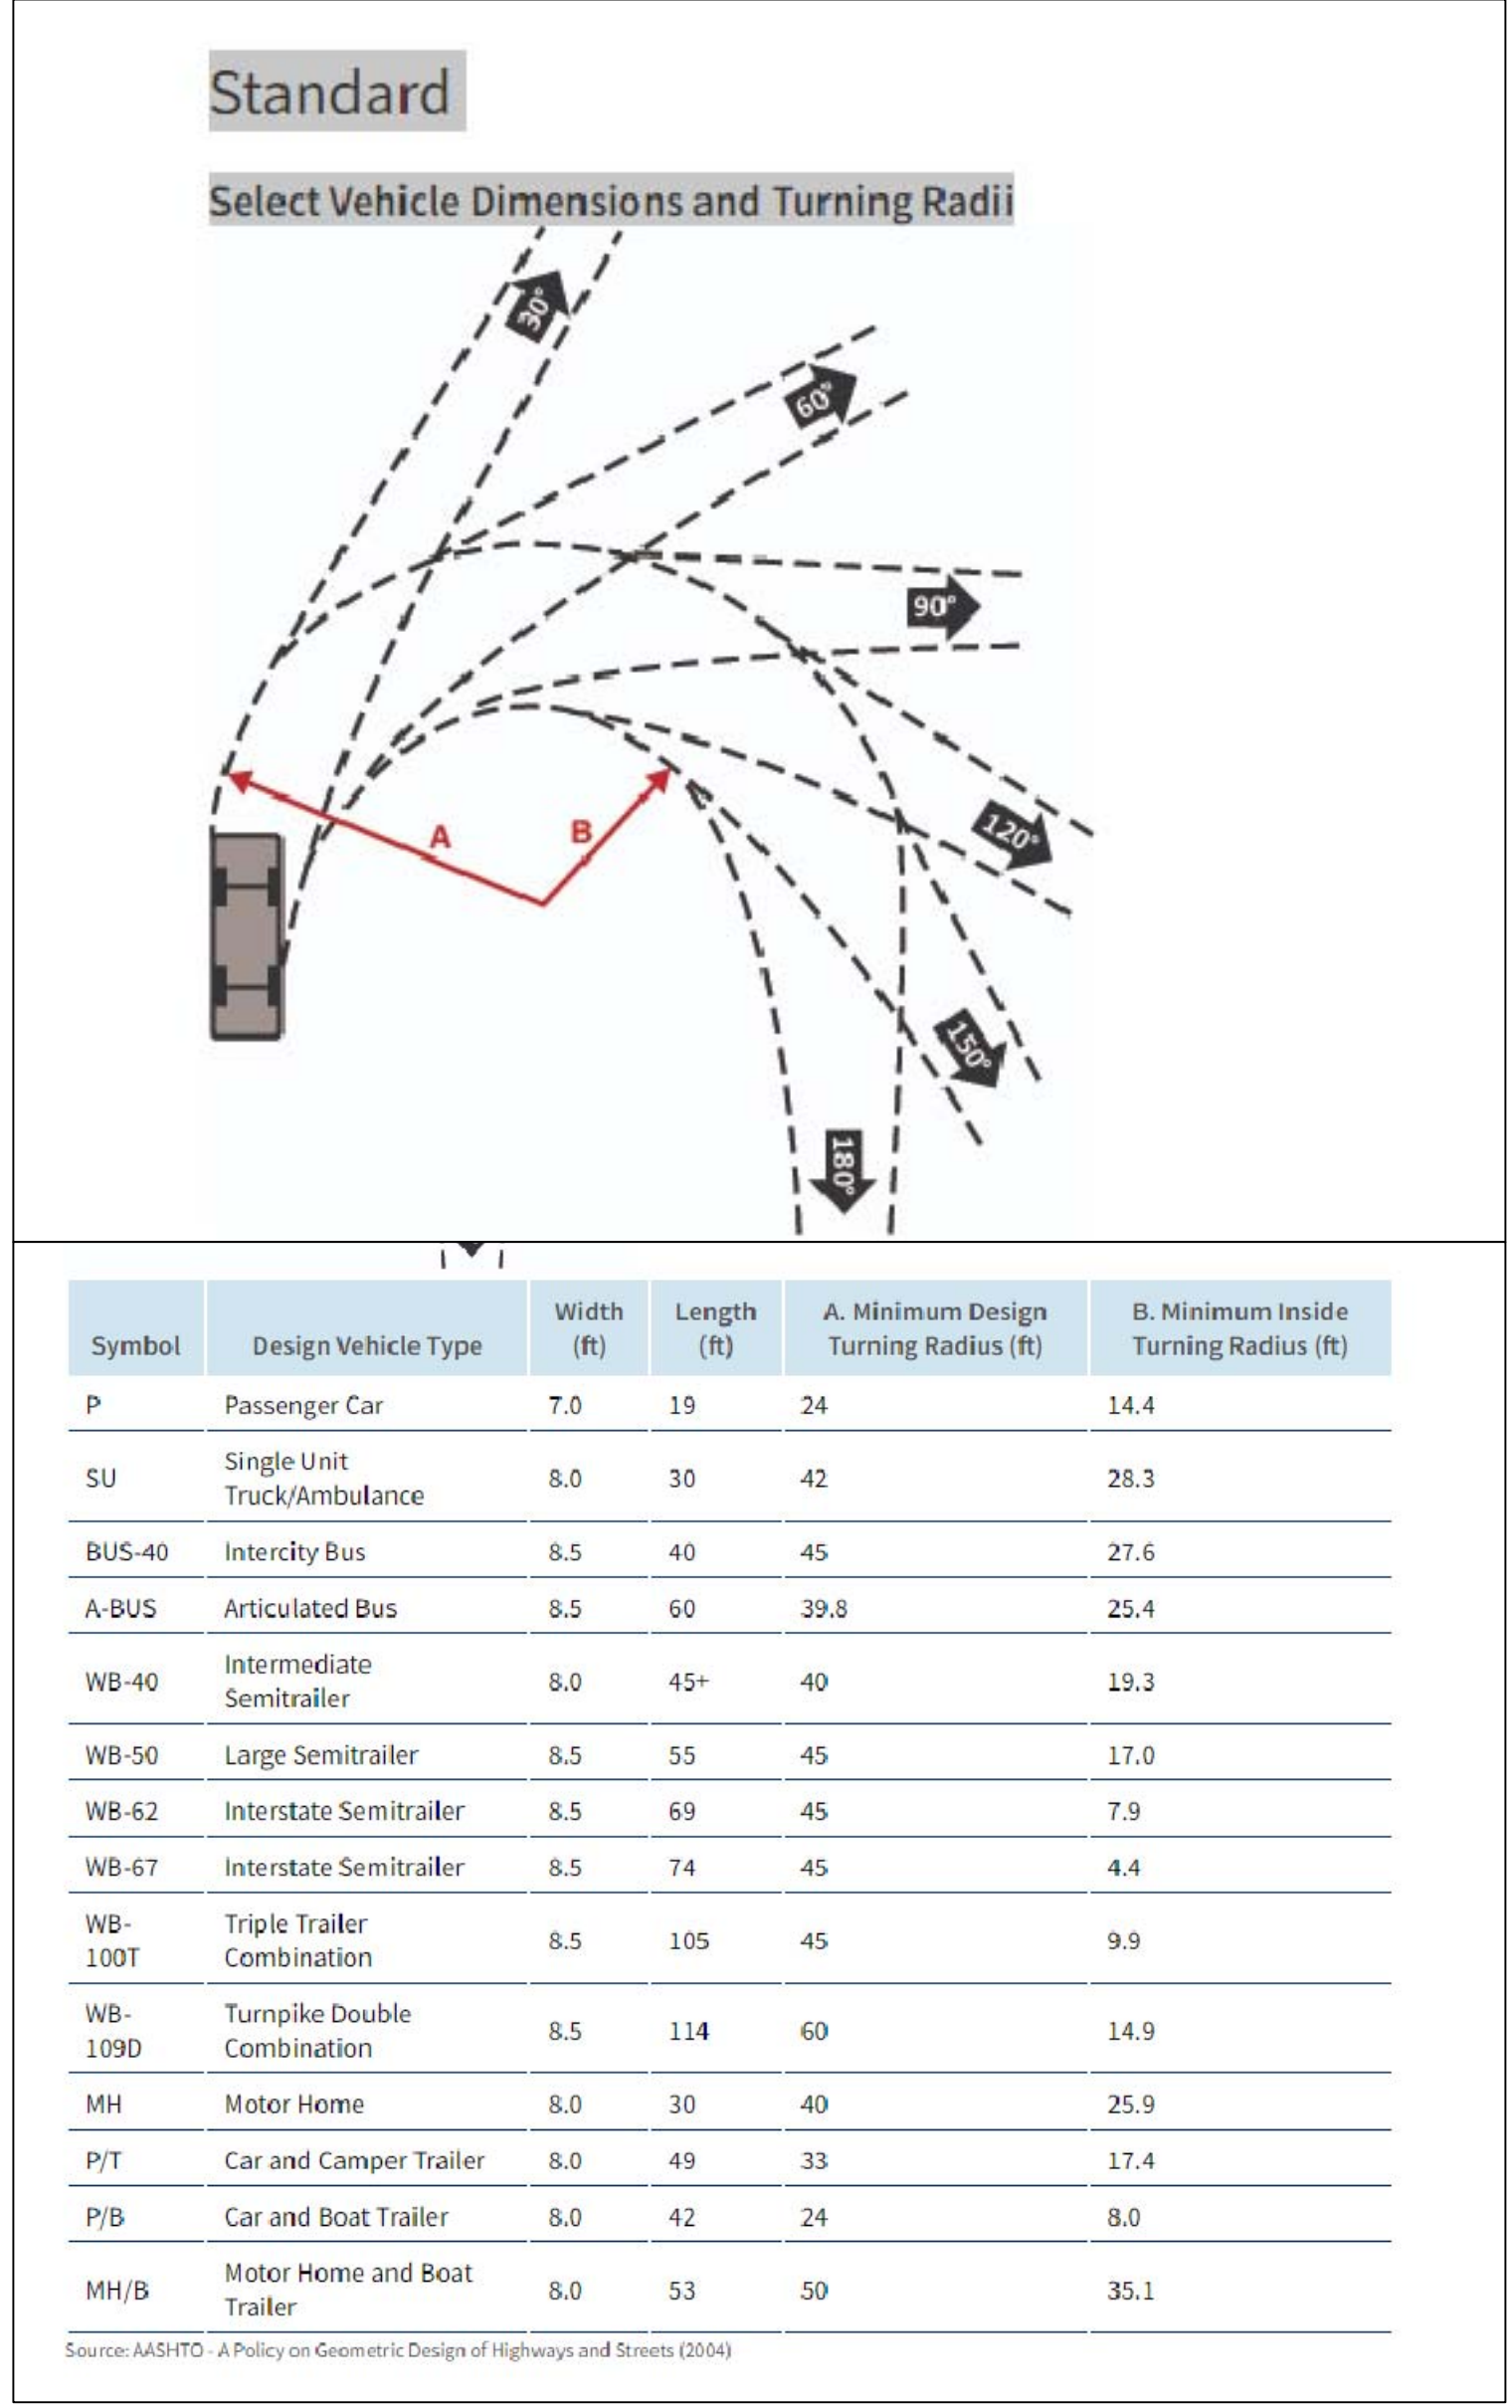 Standard
Select Vehicle Dimensions and Turning Radii
30°
60°
90°
A
B
120°
150°
180°
Symbol Design Vehicle Type Width (ft) Length (ft) A. Minimum Design Turning Radius (ft) B. Minimum Inside Turning Radius (ft)
P Passenger Car 7.0 19 24 14.4
SU Single Unit Truck/Ambulance 8.0 30 42 28.3
BUS-40 Intercity Bus 8.5 40 45 27.6
A-BUS Articulated Bus 8.5 60 39.8 25.4
WB-40 Intermediate Semitrailer 8.0 45+ 40 19.3
WB-50 Large Semitrailer 8.5 55 45 17.0
WB-62 Interstate Semitrailer 8.5 69 45 7.9
WB-67 Interstate Semitrailer 8.5 74 45 4.4
WB-100T Triple Trailer Combination 8.5 105 45 9.9
WB-109D Turnpike Double Combination 8.5 114 60 14.9
MH Motor Home 8.0 30 40 25.9
P/T Car and Camper Trailer 8.0 49 33 17.4
P/B Car and Boat Trailer 8.0 42 24 8.0
MH/B Motor Home and Boat Trailer 8.0 53 50 35.1
Source: AASHTO - A Policy on Geometric Design of Highways and Streets (2004)